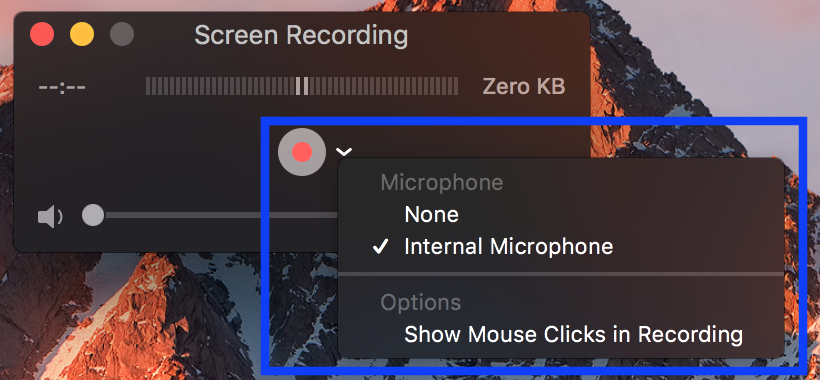 Screen Recording
--:--
Zero KB
Microphone
None
✓ Internal Microphone
Options
Show Mouse Clicks in Recording